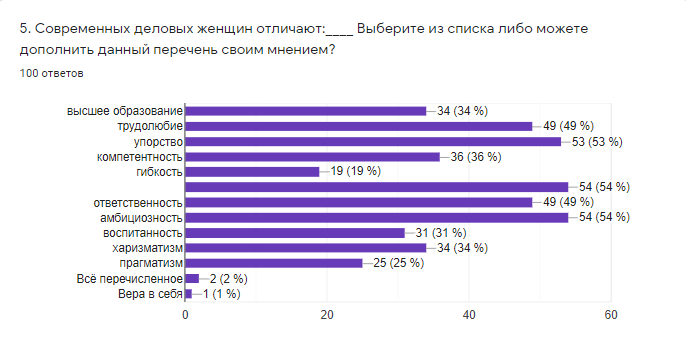 5. Современных деловых женщин отличают:____ Выберите из списка либо можете
дополнить данный перечень своим мнением?
100 ответов
высшее образование 34 (34 %)
трудолюбие 49 (49 %)
упорство 53 (53 %)
компетентность 36 (36 %)
гибкость 19 (19 %)
54 (54 %)
ответственность 49 (49 %)
амбициозность 54 (54 %)
воспитанность 31 (31 %)
харизматизм 34 (34 %)
прагматизм 25 (25 %)
Всё перечисленное 2 (2 %)
Вера в себя 1 (1 %)
0 20 40 60